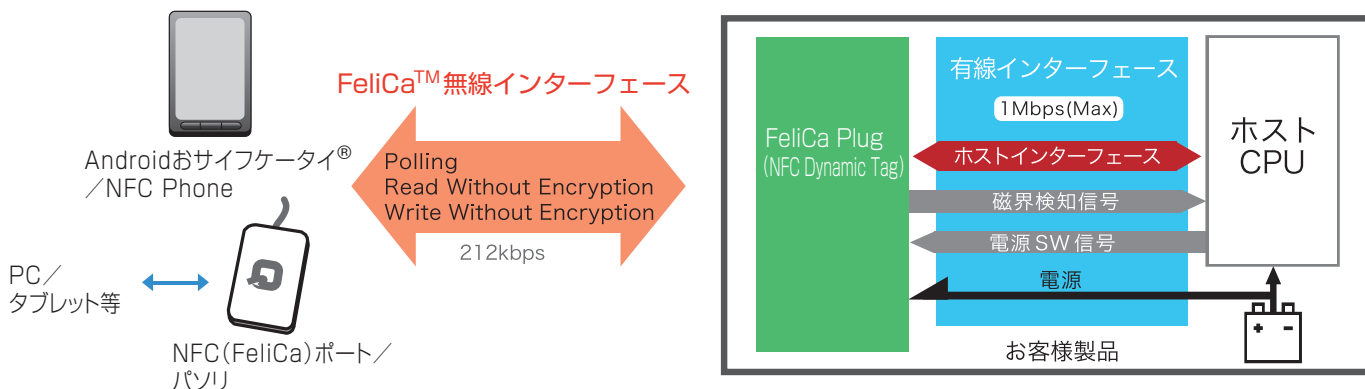 Androidおサイフケータイ®
／NFC Phone
PC／
タブレット等
NFC(FeliCa)ポート／
パソリ
FeliCa™無線インターフェース
Polling
Read Without Encryption
Write Without Encryption
212kbps
FeliCa Plug
(NFC Dynamic Tag)
有線インターフェース
1Mbps(Max)
ホストインターフェース
磁界検知信号
電源SW信号
電源
ホスト
CPU
+ -
お客様製品